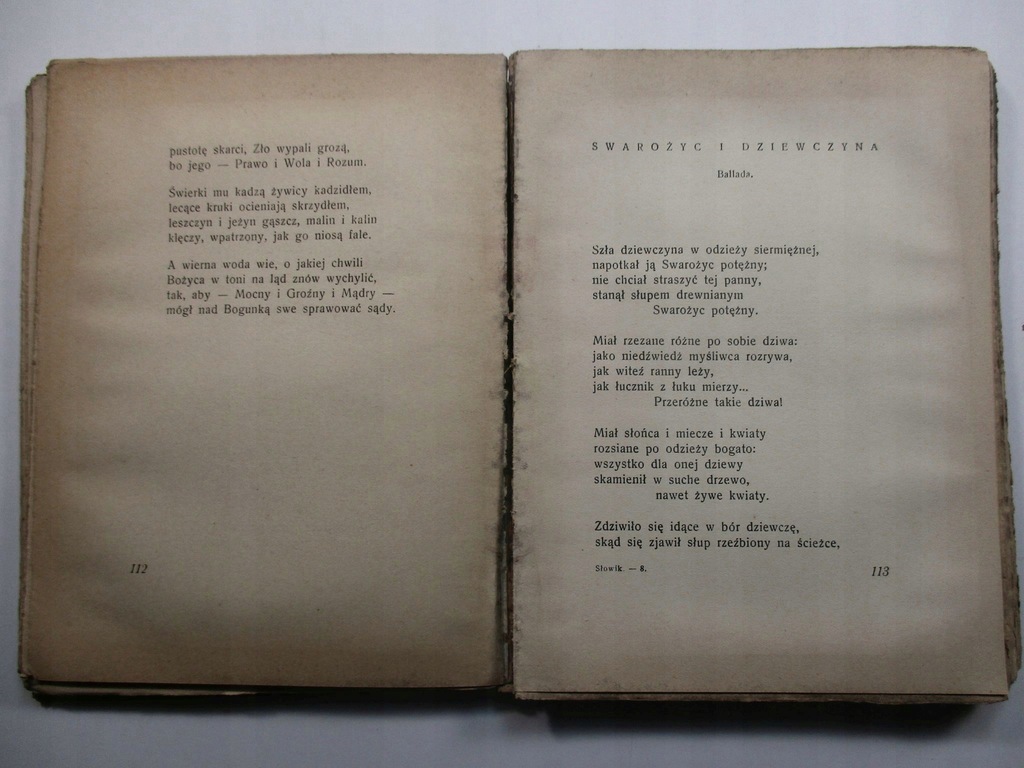 pustotę skarci, Zło wypali grozą,
bo jego — Prawo i Wola i Rozum.
Świerki mu kadzą żywicy kadzidłem,
lecące kruki ocieniają skrzydłem,
leszczyn i jeżyn gąszcz, malin i kalin
klęczy, wpatrzony, jak go niosą fale.
A wierna woda wie, o jakiej chwili
Bożyca w toni na ląd znów wychylić,
tak, aby — Mocny i Groźny i Mądry —
mógł nad Bogunką swe sprawować sądy.
112
SWAROŻYC I DZIEWCZYNA
Ballada.
Szła dziewczyna w odzieży siermiężnej,
napotkał ją Swarożyc potężny;
nie chciał straszyć tej panny,
stanął słupem drewnianym
Swarożyc potężny.
Miał rzezane różne po sobie dziwa:
jako niedźwiedź myśliwca rozrywa,
jak witeź ranny leży,
jak łucznik z łuku mierzy...
Przeróżne takie dziwa!
Miał słońca i miecze i kwiaty
rozsiane po odzieży bogato:
wszystko dla onej dziewy
skamienił w suche drzewo,
nawet żywe kwiaty.
Zdziwiło się idące w bór dziewczę,
skąd się zjawił słup rzeźbiony na ścieżce,
Słowik. — 8.
113